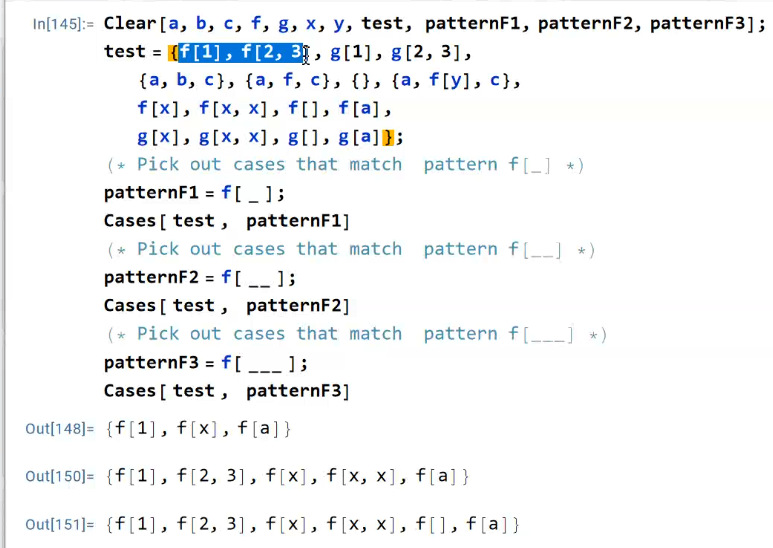 In[145]:= Clear[a, b, c, f, g, x, y, test, patternF1, patternF2, patternF3];
test = {f[1], f[2, 3], g[1], g[2, 3],
{a, b, c}, {a, f, c}, {}, {a, f[y], c},
f[x], f[x, x], f[], f[a],
g[x], g[x, x], g[], g[a]};
(* Pick out cases that match pattern f[_] *)
patternF1 = f[ _ ];
Cases[ test , patternF1]
(* Pick out cases that match pattern f[__] *)
patternF2 = f[ __ ];
Cases[ test , patternF2]
(* Pick out cases that match pattern f[___] *)
patternF3 = f[ ___ ];
Cases[ test , patternF3]
Out[148]= {f[1], f[x], f[a]}
Out[150]= {f[1], f[2, 3], f[x], f[x, x], f[a]}
Out[151]= {f[1], f[2, 3], f[x], f[x, x], f[], f[a]}